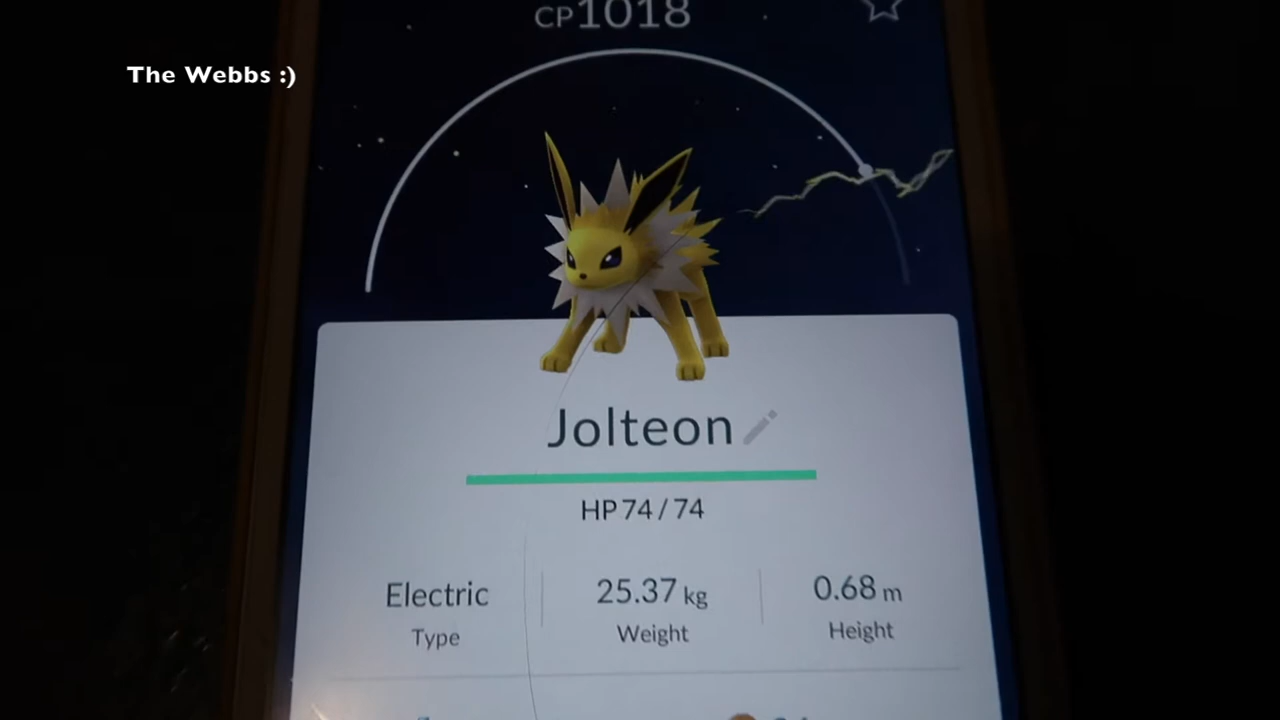 CP1018
The Webbs :)
Jolteon
HP 74 / 74
Electric
25.37 kg
0.68 m
Type
Weight
Height